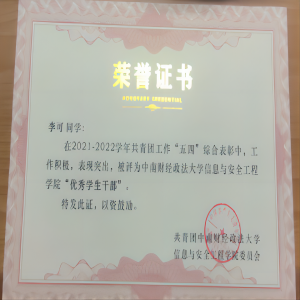 荣誉证书
李可同学:
在2021-2022学年共青团工作“五四”综合表彰中,工
作积极,表现突出,被评为中南财经政法大学信息与安全工程
学院“优秀学生干部”。
特发此证,以资鼓励。
共青团中南财经政法大学
信息与安全工程学院委员会